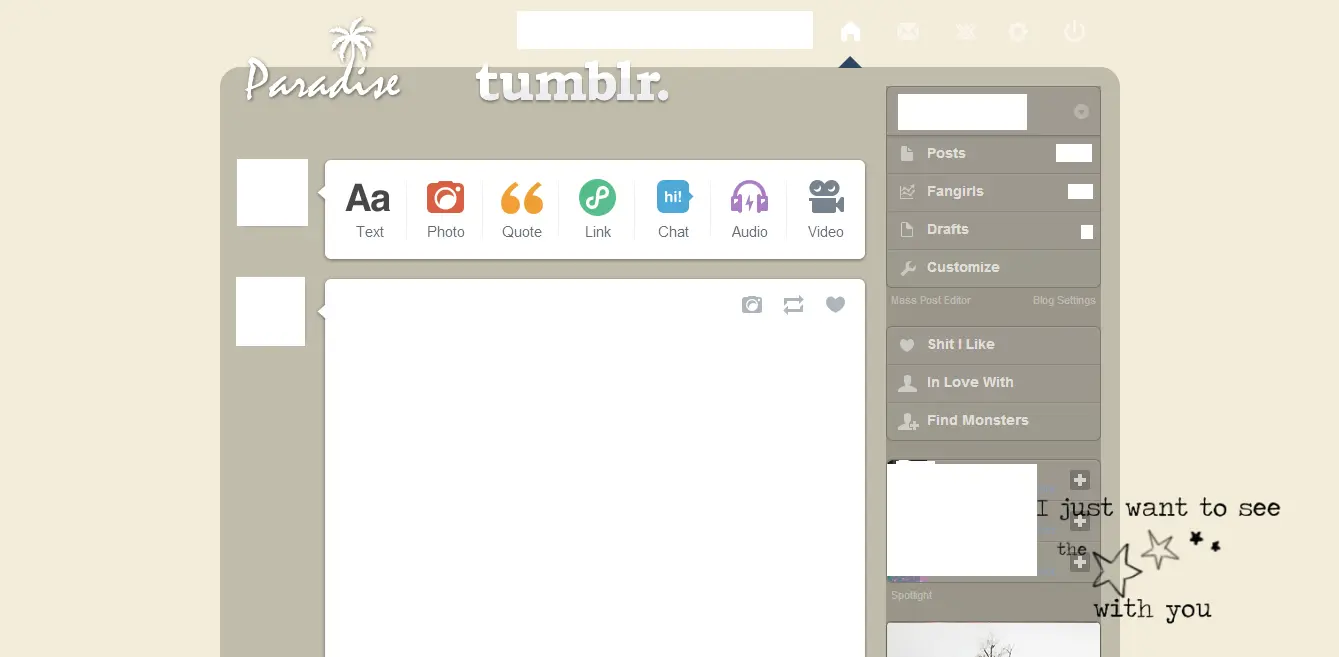 Paradise
tumblr.
Aa
hi!
Text
Photo
Quote
Link
Chat
Audio
Video
Posts
Fangirls
Drafts
Customize
Mass Post Editor
Blog Settings
Shit I Like
In Love With
Find Monsters
I just want to see
the
with you
Spotlight